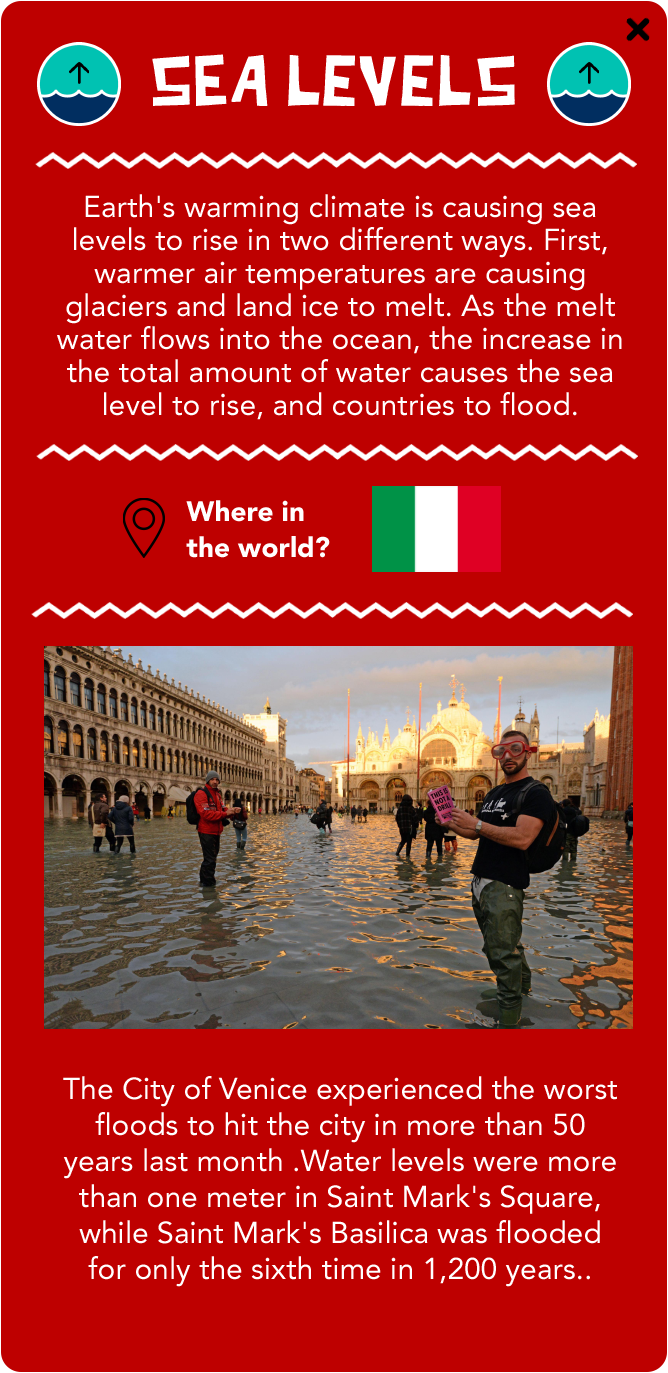 SEA LEVELS
Earth's warming climate is causing sea
levels to rise in two different ways. First,
warmer air temperatures are causing
glaciers and land ice to melt. As the melt
water flows into the ocean, the increase in
the total amount of water causes the sea
level to rise, and countries to flood.
Where in
the world?
THIS IS
NOT A
DRILL
The City of Venice experienced the worst
floods to hit the city in more than 50
years last month .Water levels were more
than one meter in Saint Mark's Square,
while Saint Mark's Basilica was flooded
for only the sixth time in 1,200 years..